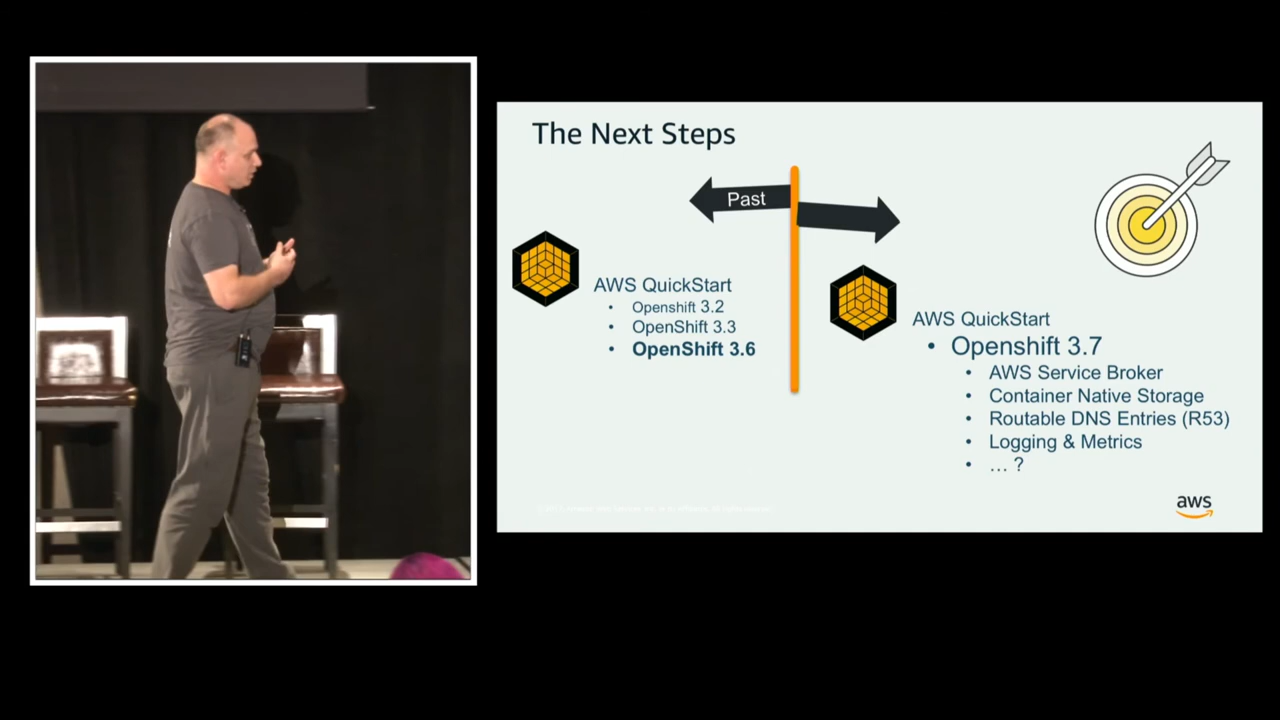 The Next Steps
Past
AWS QuickStart
• Openshift 3.2
• OpenShift 3.3
• OpenShift 3.6
AWS QuickStart
• Openshift 3.7
• AWS Service Broker
• Container Native Storage
• Routable DNS Entries (R53)
• Logging & Metrics
• … ?
aws